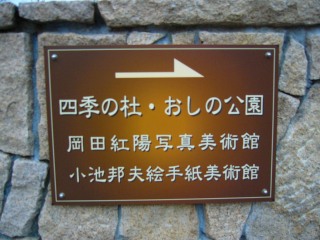 四季の杜・おしの公園
岡田紅陽写真美術館
小池邦夫絵手紙美術館